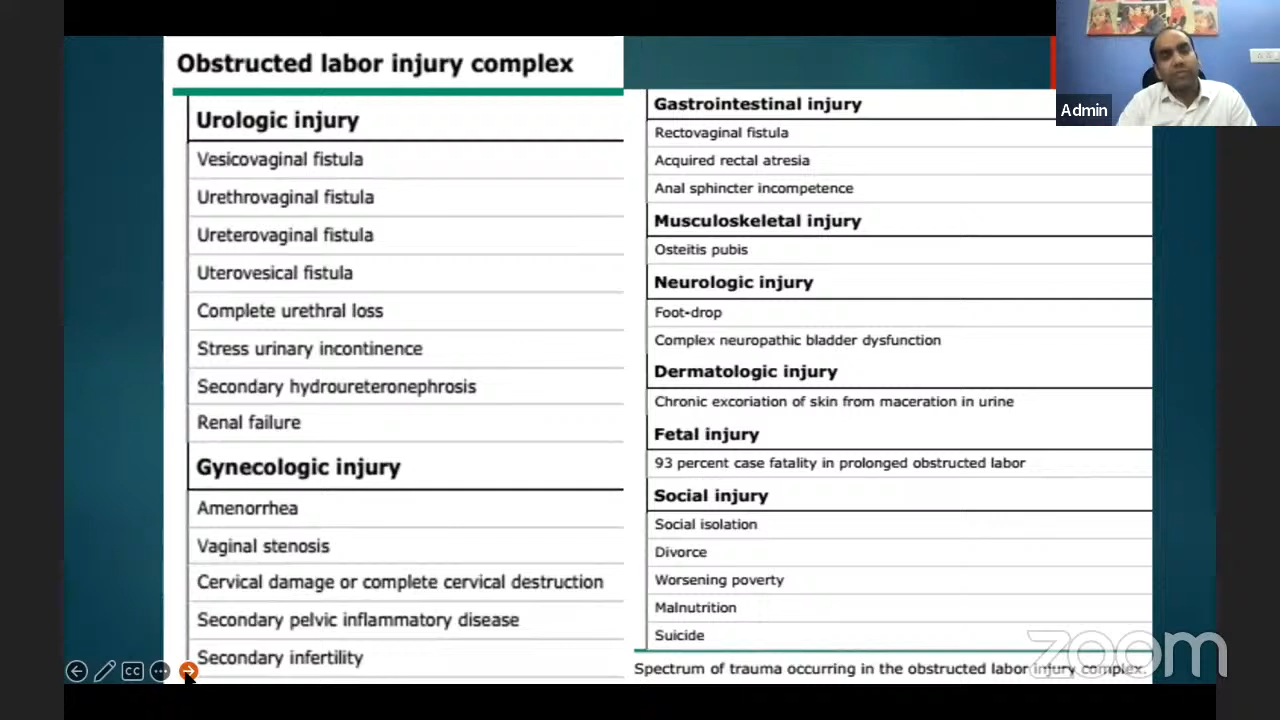 Obstructed labor injury complex
Urologic injury
Vesicovaginal fistula
Urethrovaginal fistula
Ureterovaginal fistula
Uterovesical fistula
Complete urethral loss
Stress urinary incontinence
Secondary hydroureteronephrosis
Renal failure
Gynecologic injury
Amenorrhea
Vaginal stenosis
Cervical damage or complete cervical destruction
Secondary pelvic inflammatory disease
Secondary infertility
Gastrointestinal injury
Rectovaginal fistula
Acquired rectal atresia
Anal sphincter incompetence
Musculoskeletal injury
Osteitis pubis
Neurologic injury
Foot-drop
Complex neuropathic bladder dysfunction
Dermatologic injury
Chronic excoriation of skin from maceration in urine
Fetal injury
93 percent case fatality in prolonged obstructed labor
Social injury
Social isolation
Divorce
Worsening poverty
Malnutrition
Suicide
Spectrum of trauma occurring in the obstructed labor injury complex.
Admin
CC
zoom